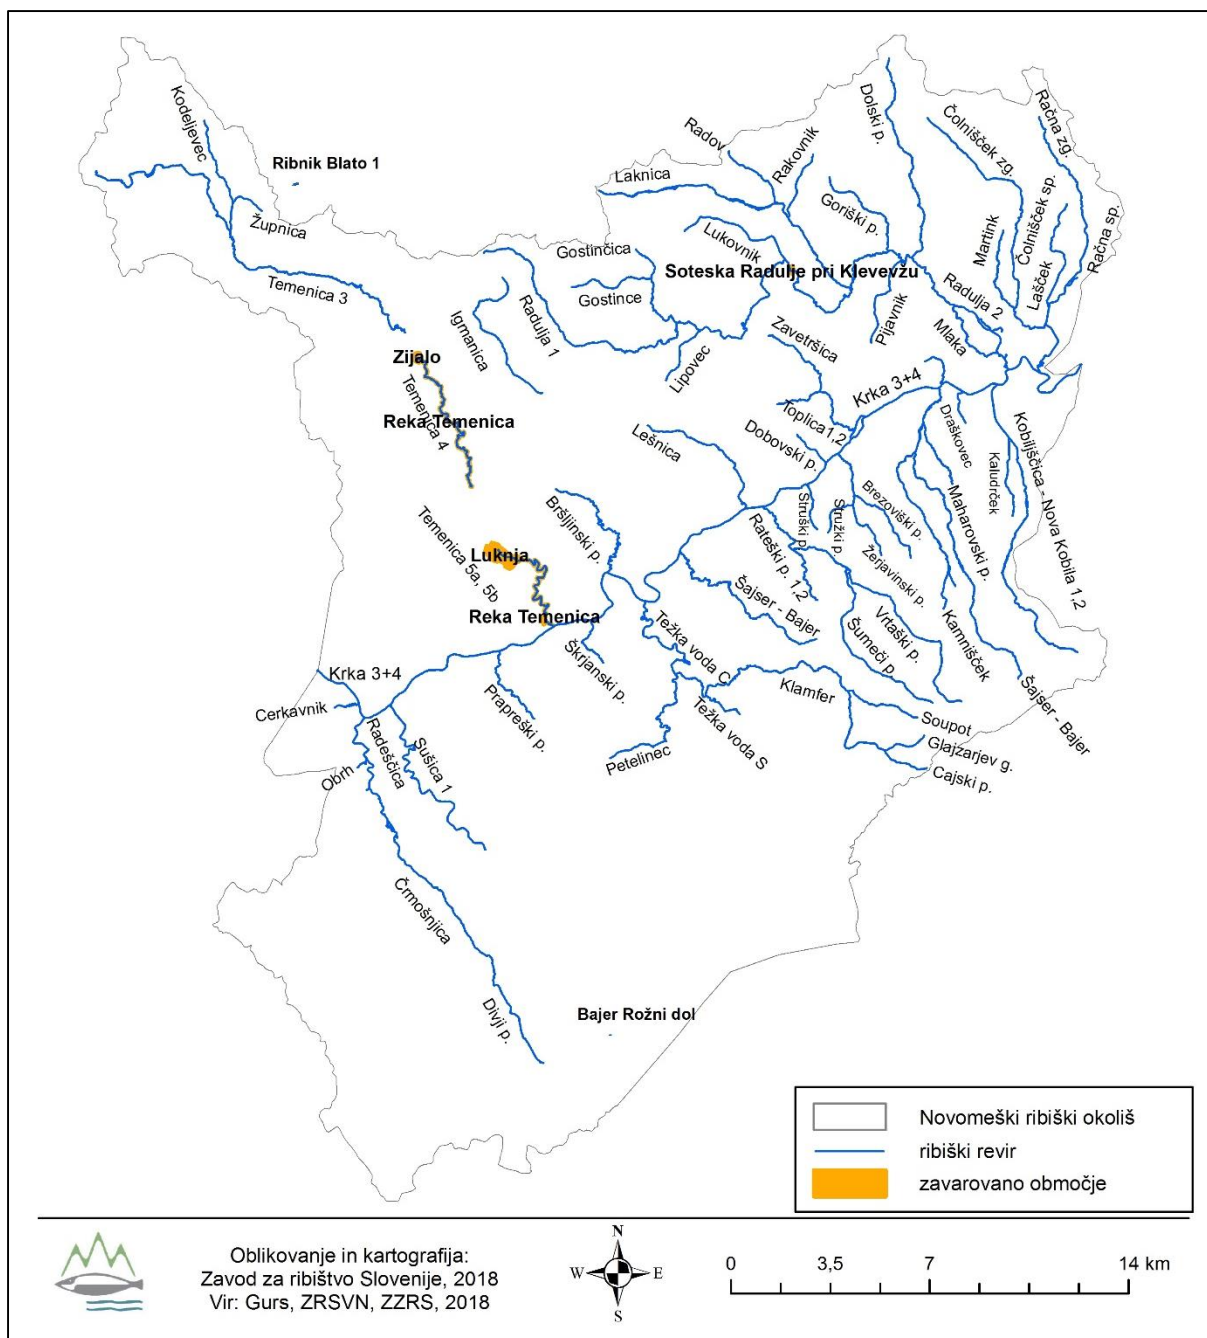 Kodeljevec
Ribnik Blato 1
Župnica
Temenica 3
Radov
Laknica
Rakovnik
Dolski p.
Čolnišček zg.
Račna zg.
Goriški p.
Martink
Čolnišček sp.
Lašček
Račna sp.
Gostinčica
Lukovnik
Soteska Radulje pri Klevevžu
Gostince
Radulja 1
Igmanica
Radulja 2
Pijavnik
Mlaka
Zavetrščica
Lipovec
Zijalo
Temenica 4
Reka Temenica
Krka 3+4
Toplica 1,2
Dobovski p.
Lešnica
Draškovec
Kaludrček
Kobiljščica - Nova Kobila 1,2
Bršljinski p.
Struški p.
Stružki p.
Brezoviški p.
Maharovski p.
Temenica 5a, 5b
Luknja
Rateški p. 1,2
Žerjavinski p.
Reka Temenica
Šajser - Bajer
Vrtaški p.
Šumeči p.
Kamnišček
Šajser - Bajer
Težka voda C
Škrjanski p.
Krka 3+4
Cerkavnik
Prapreški p.
Klamfer
Težka voda S
Soupot
Glajzarjev g.
Cajski p.
Petelinec
Radeščica
Sušica 1
Obrh
Črmošnjica
Divji p.
Bajer Rožni dol
Novomeški ribiški okoliš
ribiški revir
zavarovano območje
Oblikovanje in kartografija:
Zavod za ribištvo Slovenije, 2018
Vir: Gurs, ZRSVN, ZZRS, 2018
N
W E
S
0 3,5 7 14 km